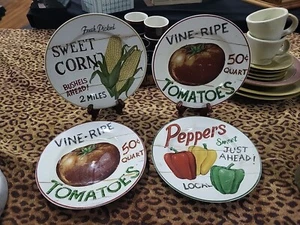 Fresh Picked
SWEET
CORN
BUSHELS
AHEAD!
2 MILES
VINE-RIPE
50¢
QUART
TOMATOES
VINE-RIPE
50¢
QUART
TOMATOES
Peppers
Sweet
JUST
AHEAD!
LOCAL